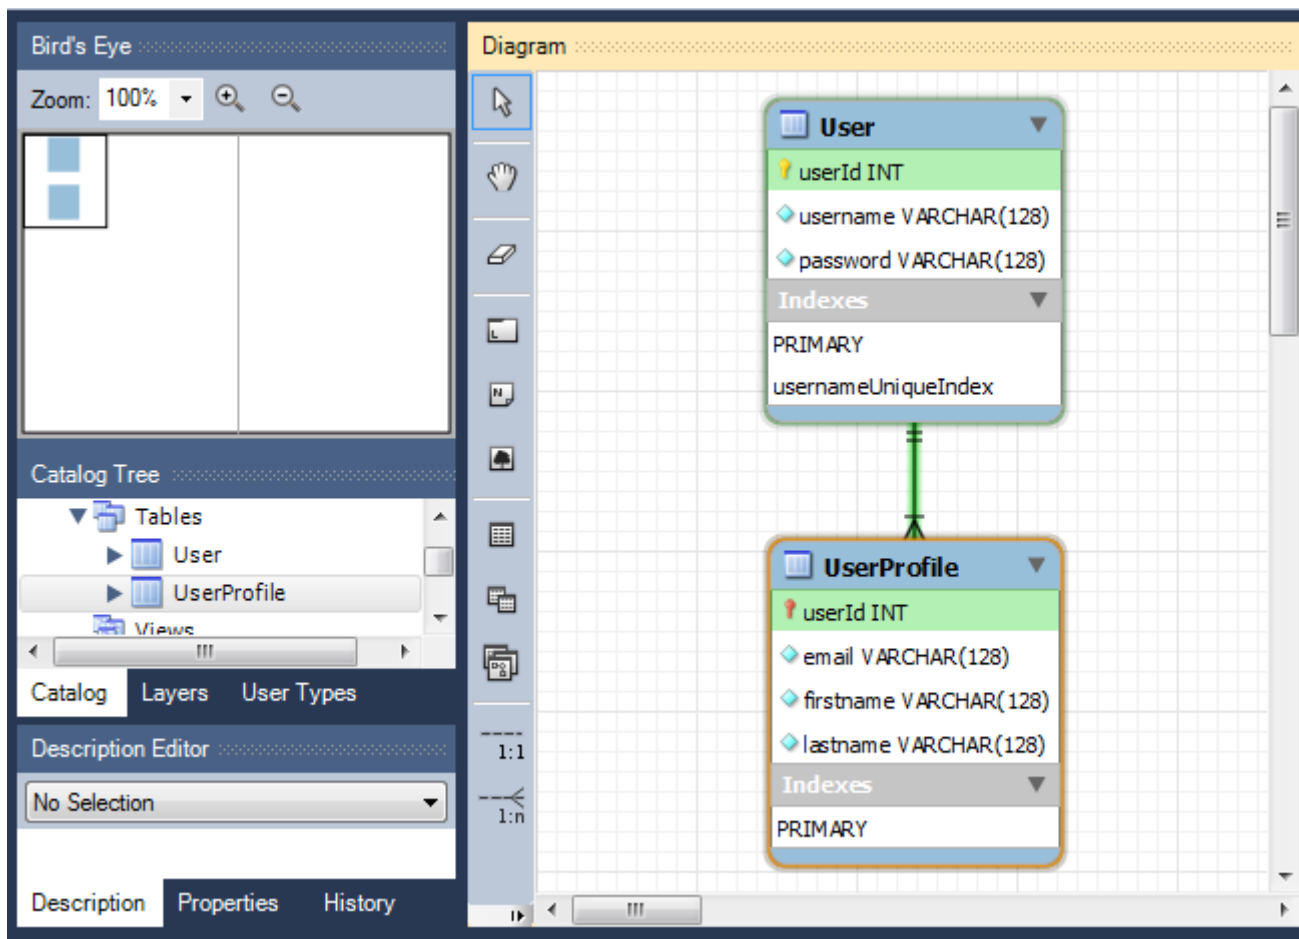 Bird's Eye
Zoom: 100%
Catalog Tree
Tables
User
UserProfile
Views
Catalog Layers User Types
Description Editor
No Selection
Description Properties History
Diagram
L
N
1:1
1:n
User
userId INT
username VARCHAR(128)
password VARCHAR(128)
Indexes
PRIMARY
usernameUniqueIndex
UserProfile
userId INT
email VARCHAR(128)
firstname VARCHAR(128)
lastname VARCHAR(128)
Indexes
PRIMARY